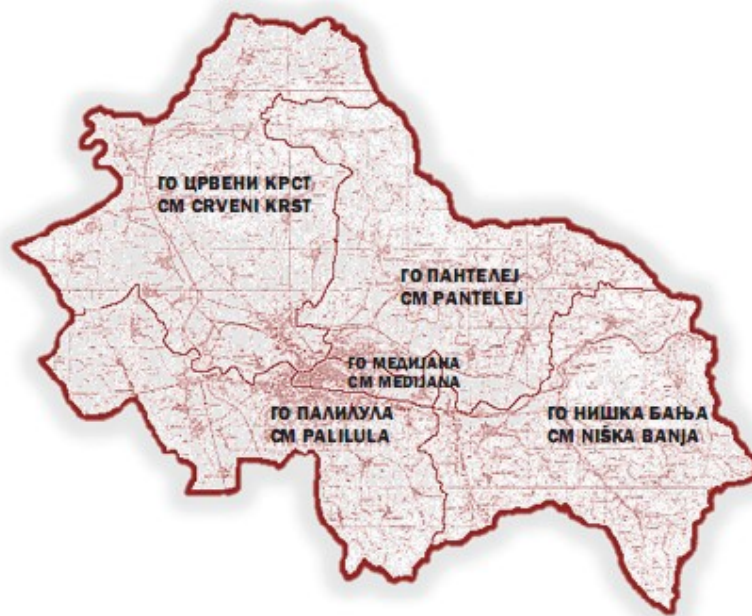 ГО ЦРВЕНИ КРСТ
CM CRVENI KRST
ГО ПАНТЕЛЕЈ
CM PANTELEJ
ГО МЕДИЈАНА
CM MEDIJANA
ГО ПАЛИЛУЛА
CM PALILULA
ГО НИШКА БАЊА
CM NIŠKA BANJA